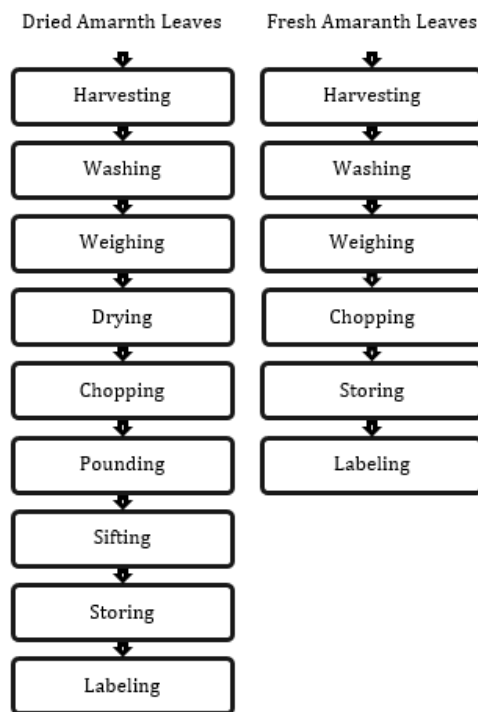 Dried Amarnth Leaves
Harvesting
Washing
Weighing
Drying
Chopping
Pounding
Sifting
Storing
Labeling
Fresh Amaranth Leaves
Harvesting
Washing
Weighing
Chopping
Storing
Labeling